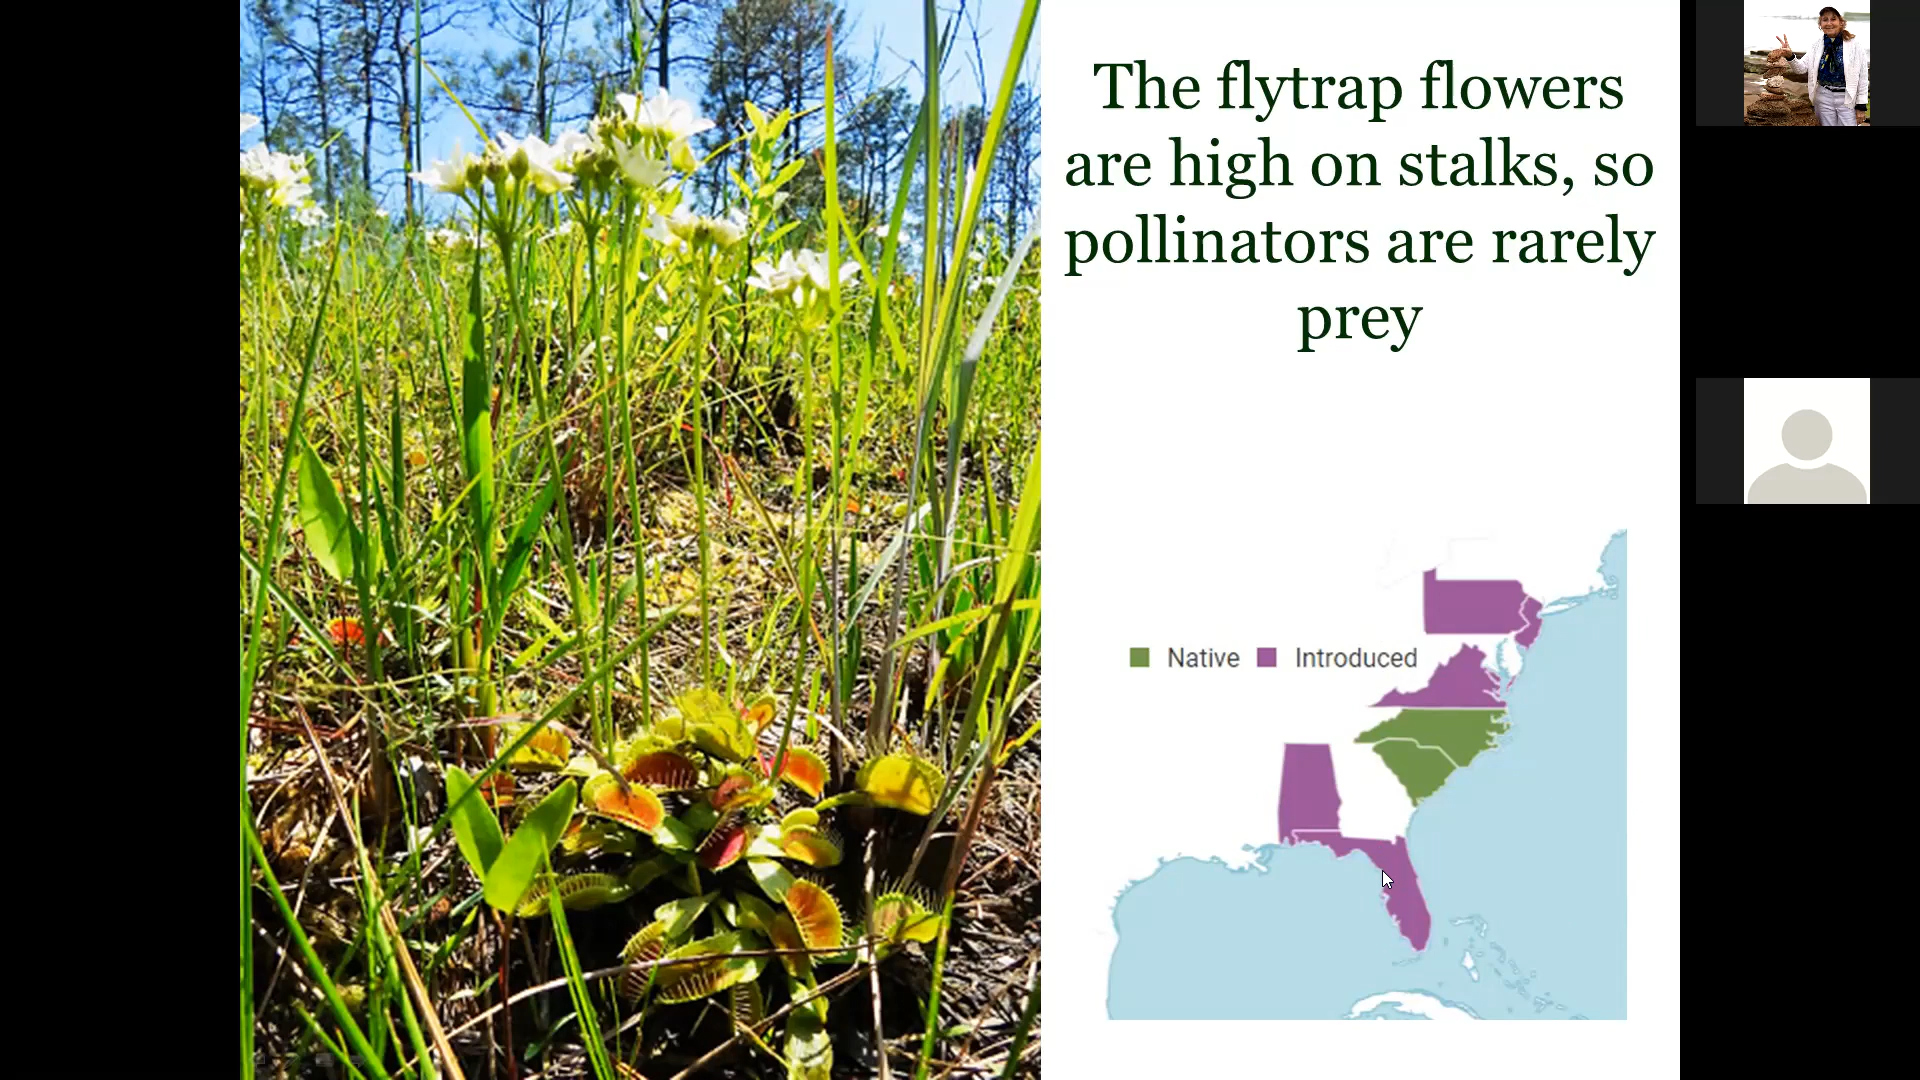 The flytrap flowers
are high on stalks, so
pollinators are rarely
prey
Native Introduced